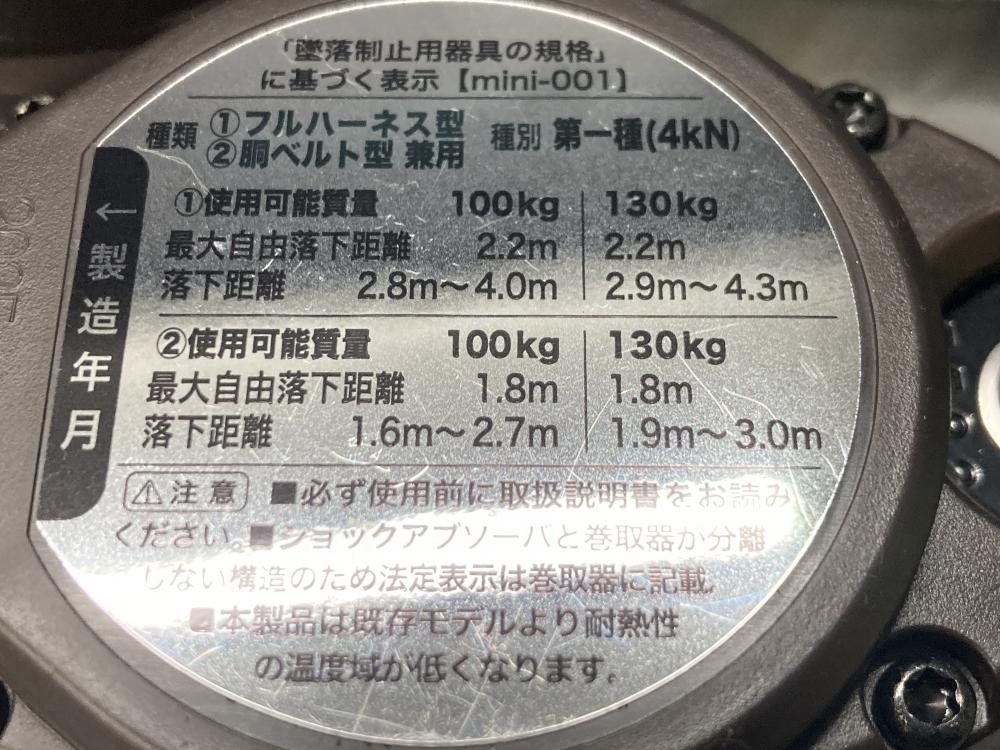 「墜落制止用器具の規格」
に基づく表示【mini-001】
種類 ①フルハーネス型 種別 第一種(4kN)
②胴ベルト型 兼用
①使用可能質量 100kg 130kg
最大自由落下距離 2.2m 2.2m
落下距離 2.8m〜4.0m 2.9m〜4.3m
②使用可能質量 100kg 130kg
最大自由落下距離 1.8m 1.8m
落下距離 1.6m〜2.7m 1.9m〜3.0m
⚠注意 ■必ず使用前に取扱説明書をお読み
ください。■ショックアブソーバと巻取器が分離
しない構造のため法定表示は巻取器に記載
■本製品は既存モデルより耐熱性
の温度域が低くなります。
←製造年月